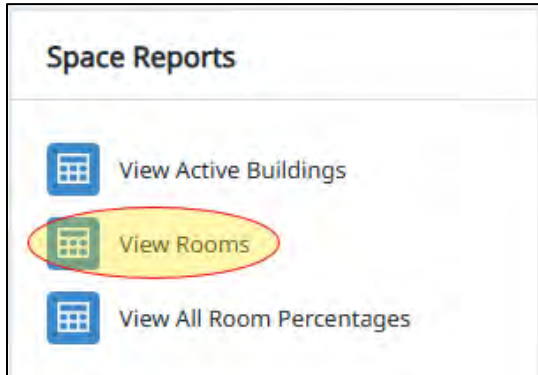 Space Reports
View Active Buildings
View Rooms
View All Room Percentages